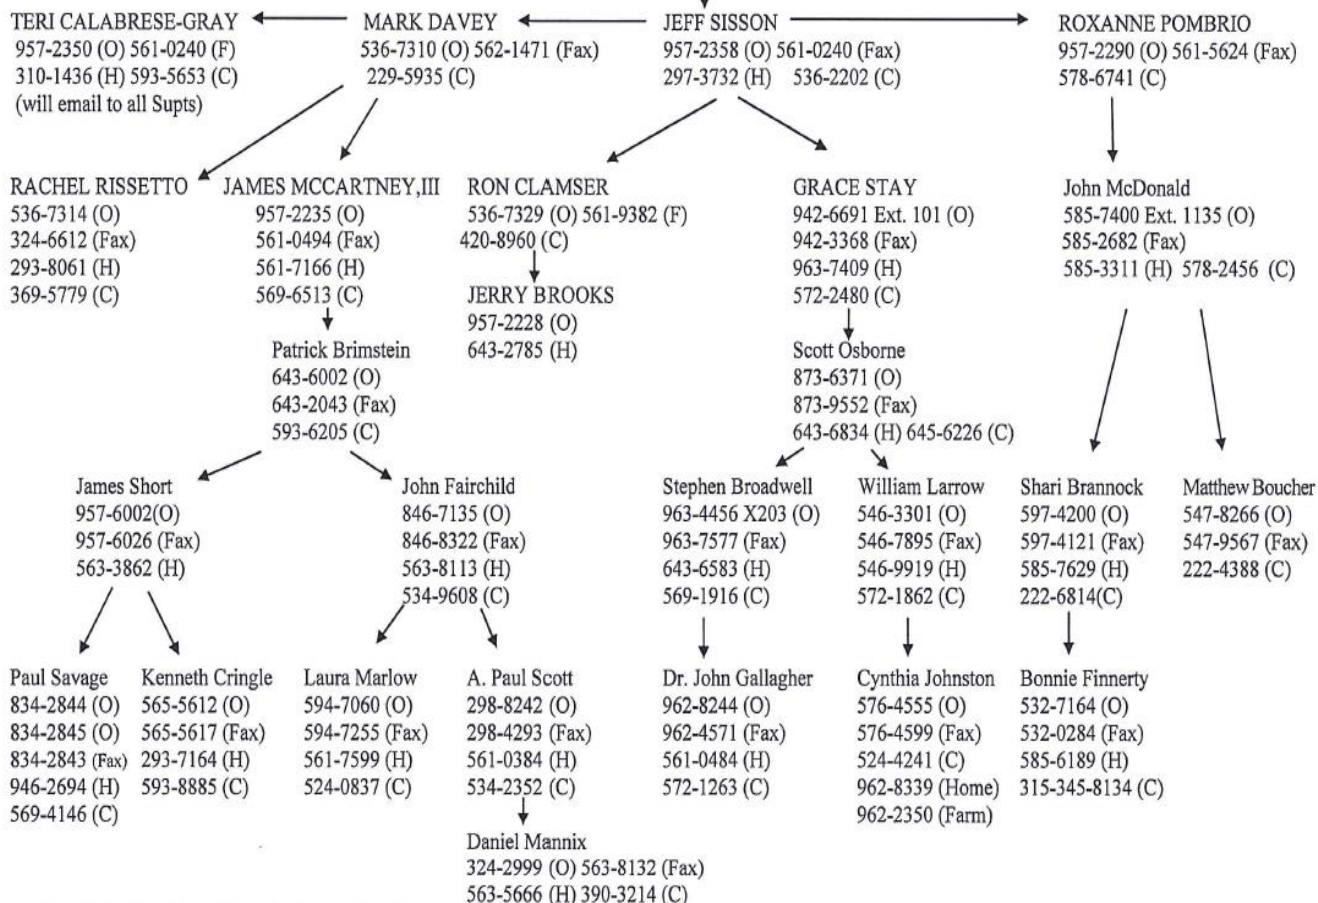 TERI CALABRESE-GRAY
957-2350 (O) 561-0240 (F)
310-1436 (H) 593-5653 (C)
(will email to all Supts)
MARK DAVEY
536-7310 (O) 562-1471 (Fax)
229-5935 (C)
JEFF SISSON
957-2358 (O) 561-0240 (Fax)
297-3732 (H) 536-2202 (C)
ROXANNE POMBRIO
957-2290 (O) 561-5624 (Fax)
578-6741 (C)
RACHEL RISSETTO
536-7314 (O)
324-6612 (Fax)
293-8061 (H)
369-5779 (C)
JAMES MCCARTNEY,III
957-2235 (O)
561-0494 (Fax)
561-7166 (H)
569-6513 (C)
RON CLAMSER
536-7329 (O) 561-9382 (F)
420-8960 (C)
JERRY BROOKS
957-2228 (O)
643-2785 (H)
GRACE STAY
942-6691 Ext. 101 (O)
942-3368 (Fax)
963-7409 (H)
572-2480 (C)
John McDonald
585-7400 Ext. 1135 (O)
585-2682 (Fax)
585-3311 (H) 578-2456 (C)
Patrick Brimstein
643-6002 (O)
643-2043 (Fax)
593-6205 (C)
Scott Osborne
873-6371 (O)
873-9552 (Fax)
643-6834 (H) 645-6226 (C)
James Short
957-6002(O)
957-6026 (Fax)
563-3862 (H)
John Fairchild
846-7135 (O)
846-8322 (Fax)
563-8113 (H)
534-9608 (C)
Stephen Broadwell
963-4456 X203 (O)
963-7577 (Fax)
643-6583 (H)
569-1916 (C)
William Larrow
546-3301 (O)
546-7895 (Fax)
546-9919 (H)
572-1862 (C)
Shari Brannock
597-4200 (O)
597-4121 (Fax)
585-7629 (H)
222-6814(C)
Matthew Boucher
547-8266 (O)
547-9567 (Fax)
222-4388 (C)
Paul Savage
834-2844 (O)
834-2845 (O)
834-2843 (Fax)
946-2694 (H)
569-4146 (C)
Kenneth Cringle
565-5612 (O)
565-5617 (Fax)
293-7164 (H)
593-8885 (C)
Laura Marlow
594-7060 (O)
594-7255 (Fax)
561-7599 (H)
524-0837 (C)
A. Paul Scott
298-8242 (O)
298-4293 (Fax)
561-0384 (H)
534-2352 (C)
Dr. John Gallagher
962-8244 (O)
962-4571 (Fax)
561-0484 (H)
572-1263 (C)
Cynthia Johnston
576-4555 (O)
576-4599 (Fax)
524-4241 (C)
962-8339 (Home)
962-2350 (Farm)
Bonnie Finnerty
532-7164 (O)
532-0284 (Fax)
585-6189 (H)
315-345-8134 (C)
Daniel Mannix
324-2999 (O) 563-8132 (Fax)
563-5666 (H) 390-3214 (C)